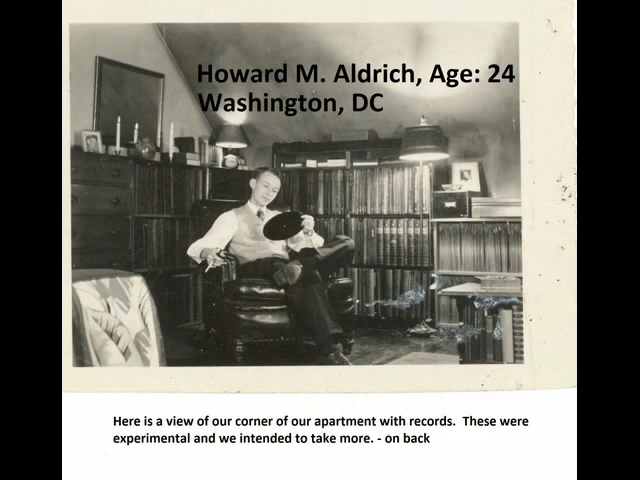 Howard M. Aldrich, Age: 24
Washington, DC
Here is a view of our corner of our apartment with records.  These were
experimental and we intended to take more. - on back